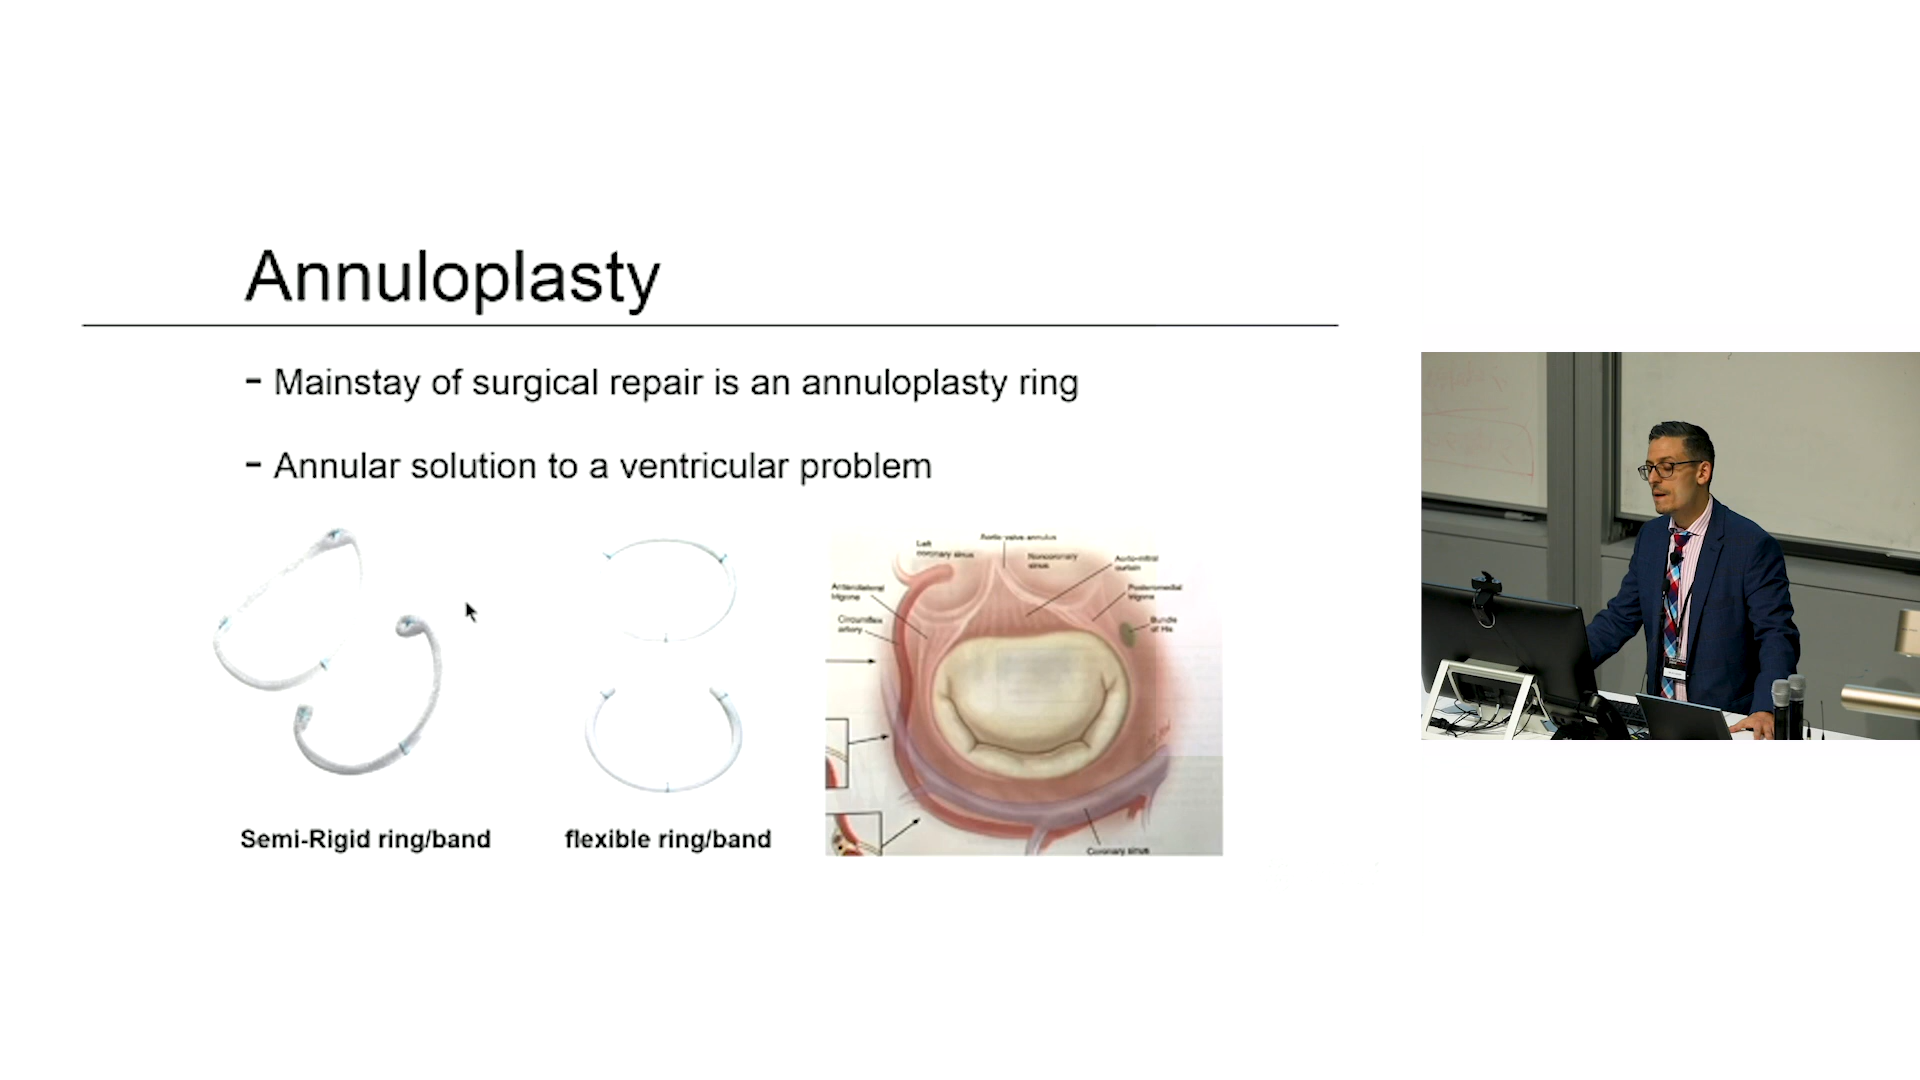 Annuloplasty
- Mainstay of surgical repair is an annuloplasty ring
- Annular solution to a ventricular problem
Left
coronary sinus
Aortic valve annulus
Noncoronary
sinus
Aorto-mitral
curtain
Anterolateral
trigone
Posteromedial
trigone
Circumflex
artery
Bundle
of His
Coronary sinus
Semi-Rigid ring/band
flexible ring/band